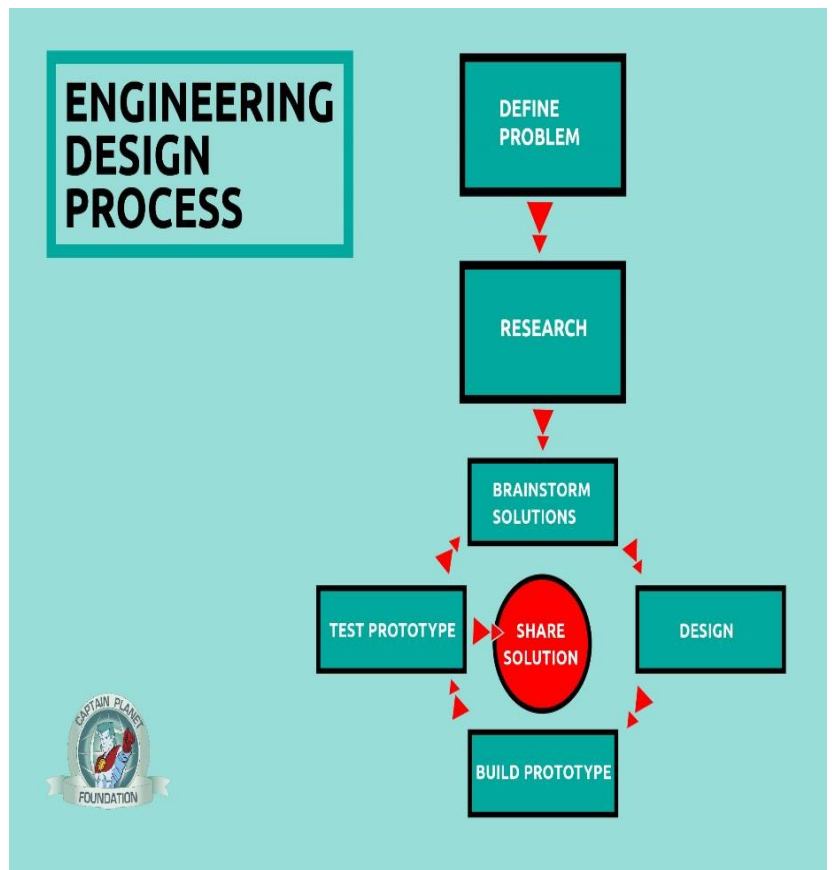 ENGINEERING
DESIGN
PROCESS
DEFINE
PROBLEM
RESEARCH
BRAINSTORM
SOLUTIONS
TEST PROTOTYPE
SHARE
SOLUTION
DESIGN
BUILD PROTOTYPE
CAPTAIN PLANET
FOUNDATION